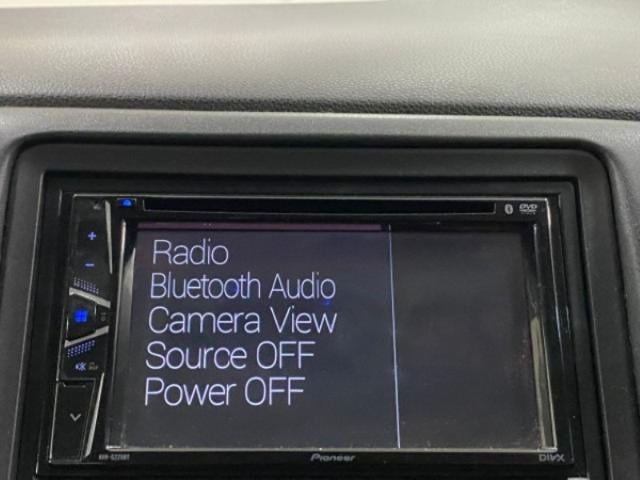 DVD
Radio
Bluetooth Audio
Camera View
Source OFF
Power OFF
Pioneer
DIVX